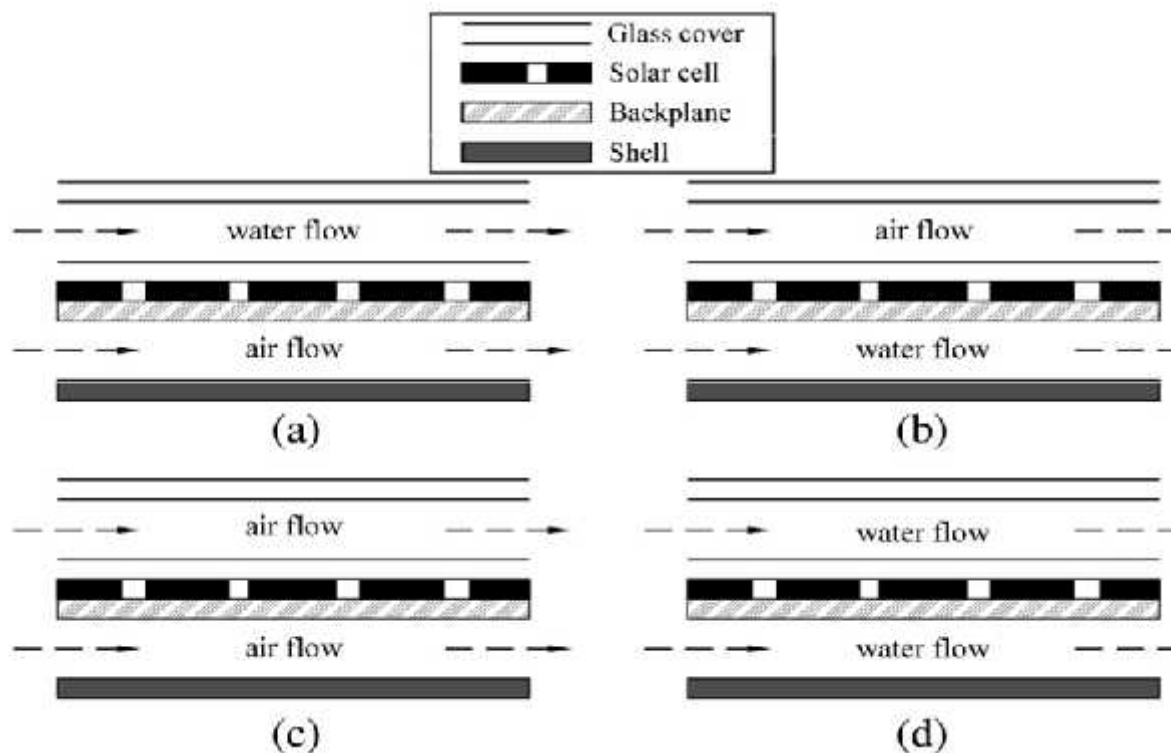 Glass cover
Solar cell
Backplane
Shell
water flow
air flow
(a)
air flow
water flow
(b)
air flow
air flow
(c)
water flow
water flow
(d)